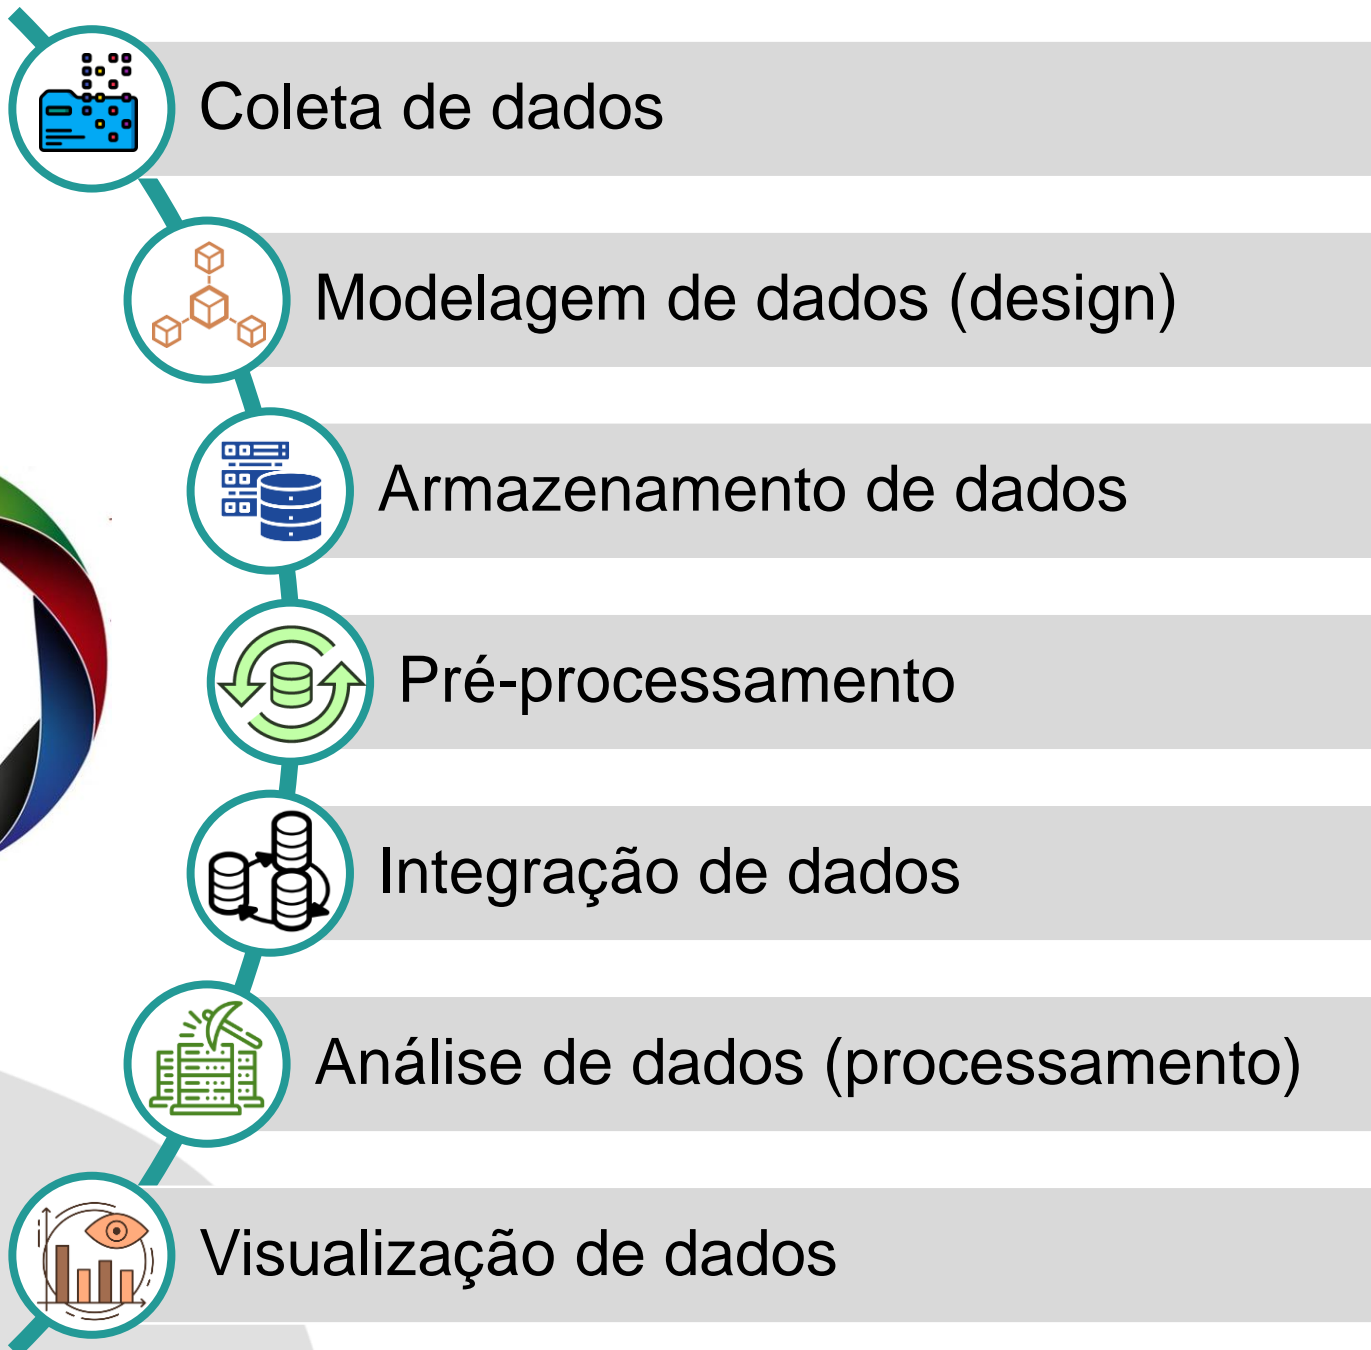 Coleta de dados
Modelagem de dados (design)
Armazenamento de dados
Pré-processamento
Integração de dados
Análise de dados (processamento)
Visualização de dados